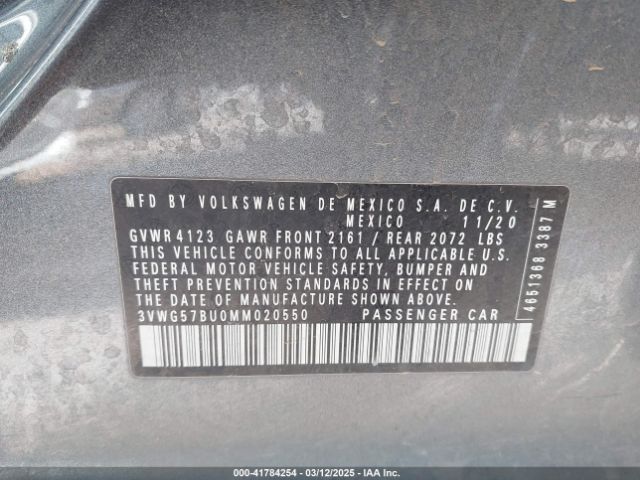 MFD BY VOLKSWAGEN DE MEXICO S.A. DE C.V.
MEXICO 11/20
GVWR 4123 GAWR FRONT 2161 / REAR 2072 LBS
THIS VEHICLE CONFORMS TO ALL APPLICABLE U.S.
FEDERAL MOTOR VEHICLE SAFETY, BUMPER AND
THEFT PREVENTION STANDARDS IN EFFECT ON THE
DATE OF MANUFACTURE SHOWN ABOVE.
3VWG57BU0MM020550 PASSENGER CAR
4651368 3387 M
000-41784254 - 03/12/2025 - IAA Inc.